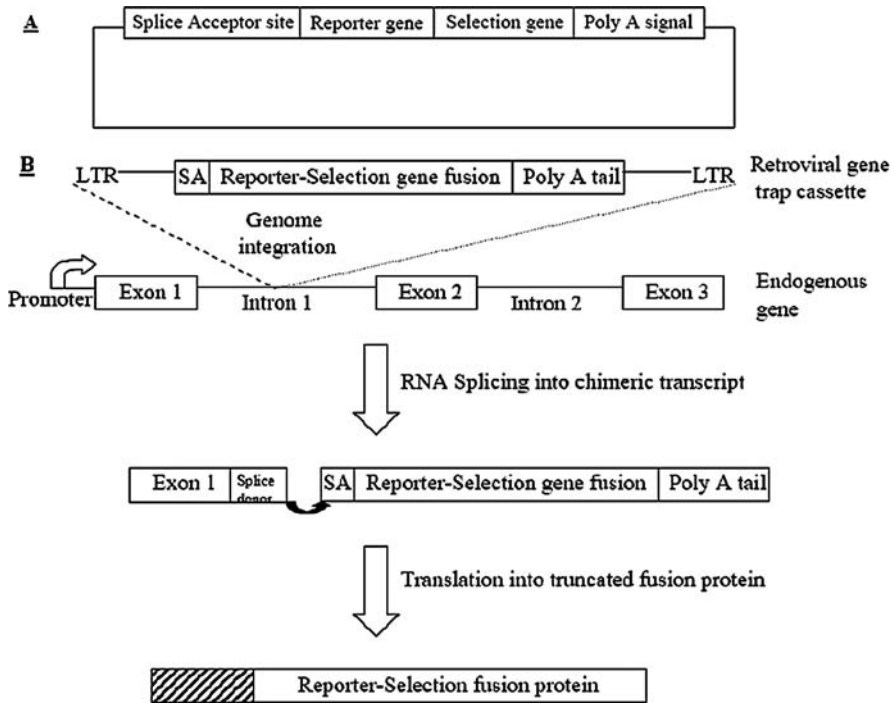 A
Splice Acceptor site Reporter gene Selection gene Poly A signal
B
LTR SA Reporter-Selection gene fusion Poly A tail LTR
Retroviral gene
trap cassette
Genome
integration
Promoter Exon 1 Intron 1 Exon 2 Intron 2 Exon 3
Endogenous
gene
RNA Splicing into chimeric transcript
Exon 1 Splice
donor
SA Reporter-Selection gene fusion Poly A tail
Translation into truncated fusion protein
Reporter-Selection fusion protein